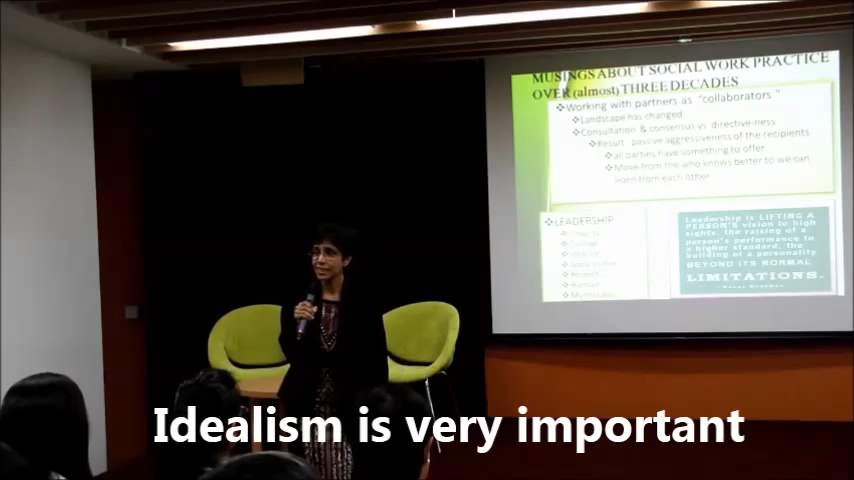 MUSINGS ABOUT SOCIAL WORK PRACTICE
OVER (almost) THREE DECADES
Working with partners as "collaborators"
Landscape has changed
Consultation & consensus vs directive-ness
Result passive aggressiveness of the recipients
all parties have something to offer
Move from me who knows better to we can
learn from each other
LEADERSHIP
Leadership is LIFTING A
PERSON'S vision to high
sights, the raising of a
person's performance to
a higher standard, the
building of a personality
BEYOND ITS NORMAL
LIMITATIONS.
Idealism is very important